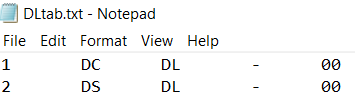 DLtab.txt - Notepad
File Edit Format View Help
1 DC DL - 00
2 DS DL - 00